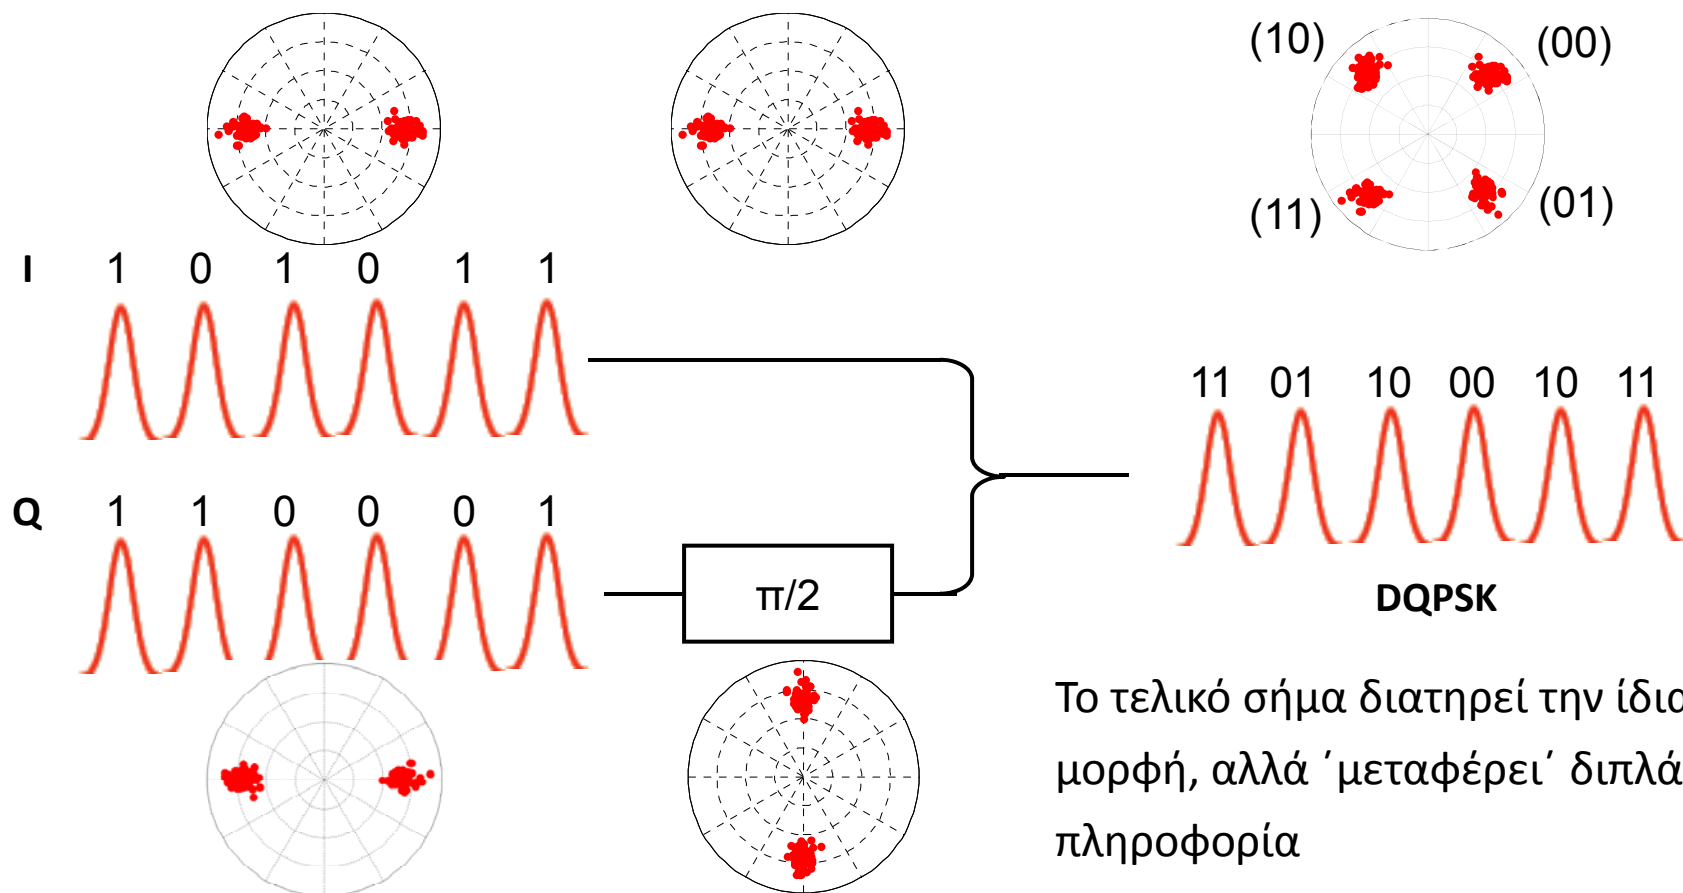 (10) (00)
(11) (01)
I 1 0 1 0 1 1
11 01 10 00 10 11
Q 1 1 0 0 0 1
π/2
DQPSK
Το τελικό σήμα διατηρεί την ίδια
μορφή, αλλά ΄μεταφέρει΄ διπλά
πληροφορία